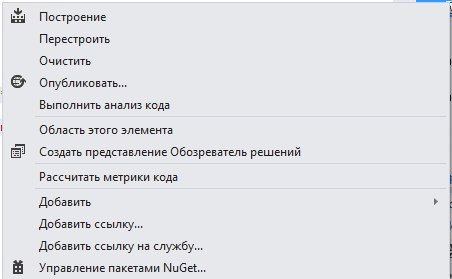 Построение
Перестроить
Очистить
Опубликовать...
Выполнить анализ кода
Область этого элемента
Создать представление Обозреватель решений
Рассчитать метрики кода
Добавить
Добавить ссылку...
Добавить ссылку на службу...
Управление пакетами NuGet...